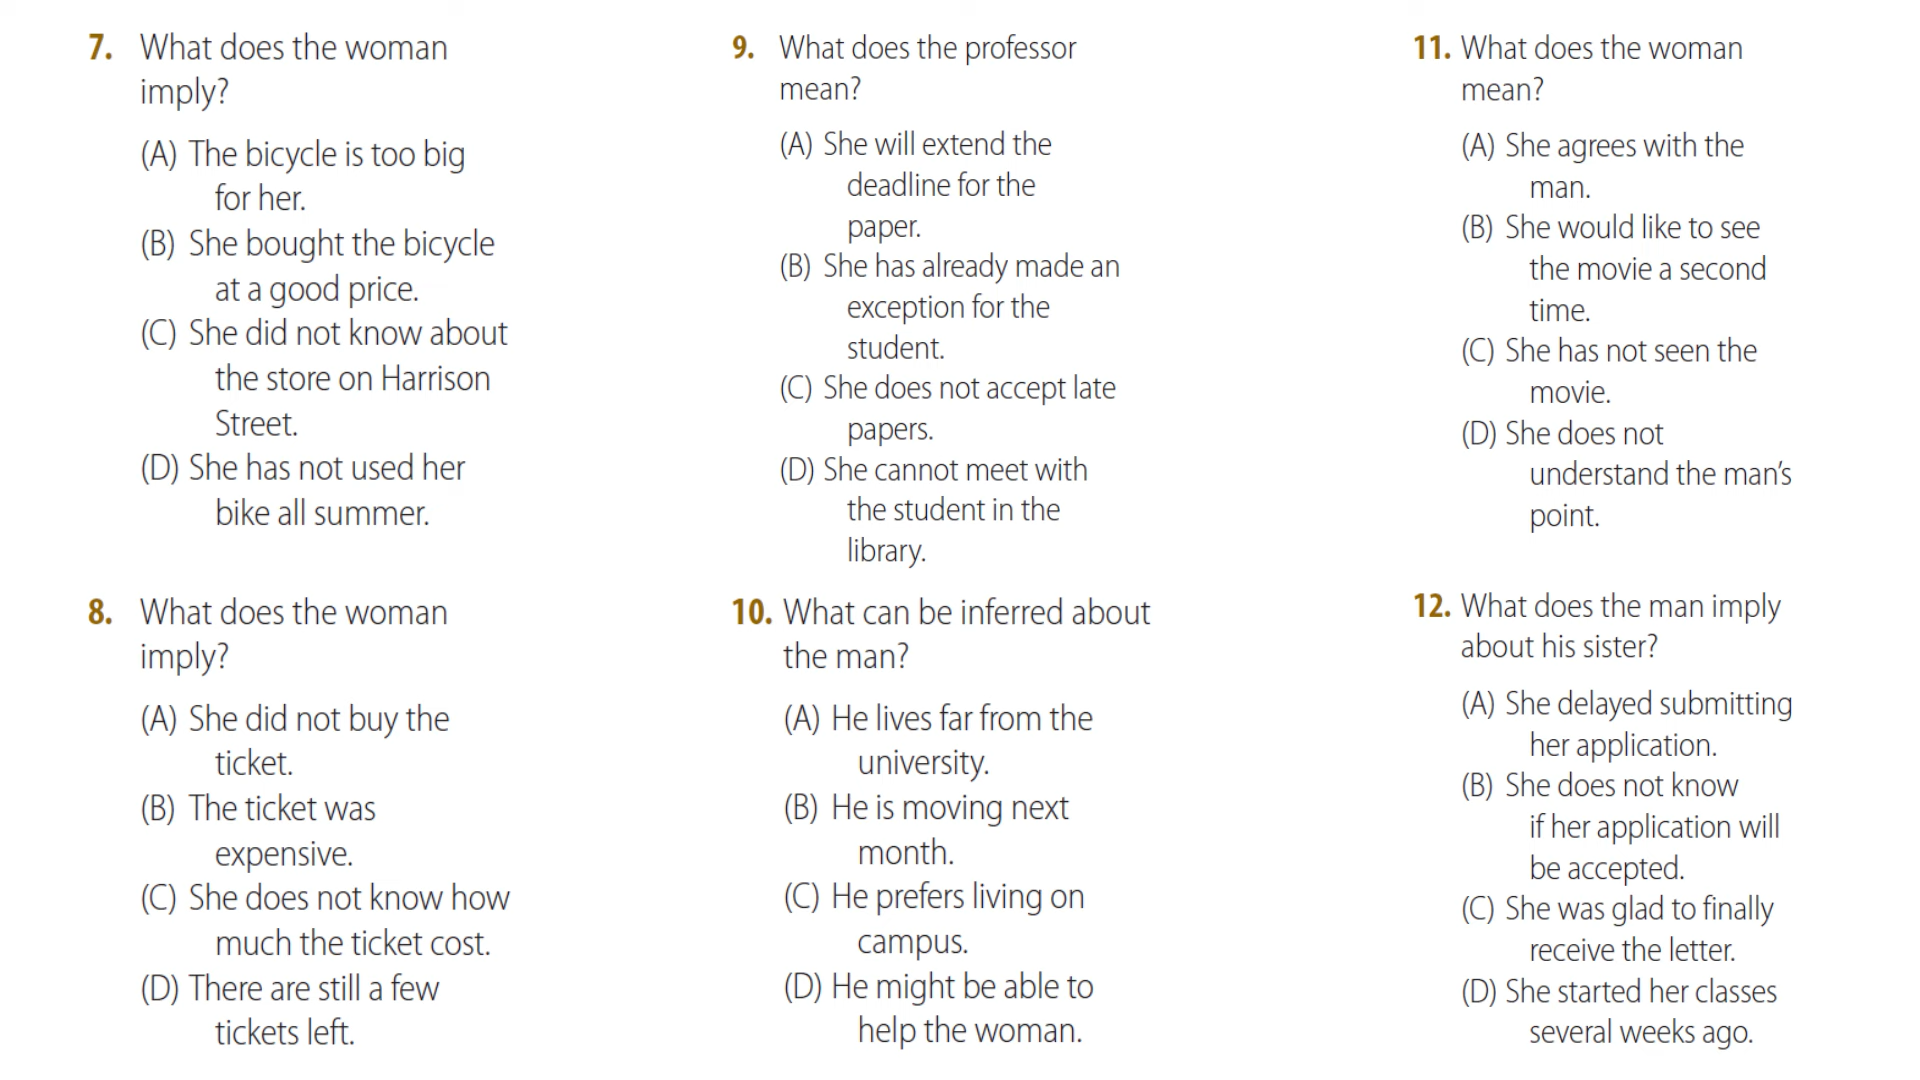 7. What does the woman
imply?
(A) The bicycle is too big
for her.
(B) She bought the bicycle
at a good price.
(C) She did not know about
the store on Harrison
Street.
(D) She has not used her
bike all summer.
8. What does the woman
imply?
(A) She did not buy the
ticket.
(B) The ticket was
expensive.
(C) She does not know how
much the ticket cost.
(D) There are still a few
tickets left.
9. What does the professor
mean?
(A) She will extend the
deadline for the
paper.
(B) She has already made an
exception for the
student.
(C) She does not accept late
papers.
(D) She cannot meet with
the student in the
library.
10. What can be inferred about
the man?
(A) He lives far from the
university.
(B) He is moving next
month.
(C) He prefers living on
campus.
(D) He might be able to
help the woman.
11. What does the woman
mean?
(A) She agrees with the
man.
(B) She would like to see
the movie a second
time.
(C) She has not seen the
movie.
(D) She does not
understand the man's
point.
12. What does the man imply
about his sister?
(A) She delayed submitting
her application.
(B) She does not know
if her application will
be accepted.
(C) She was glad to finally
receive the letter.
(D) She started her classes
several weeks ago.